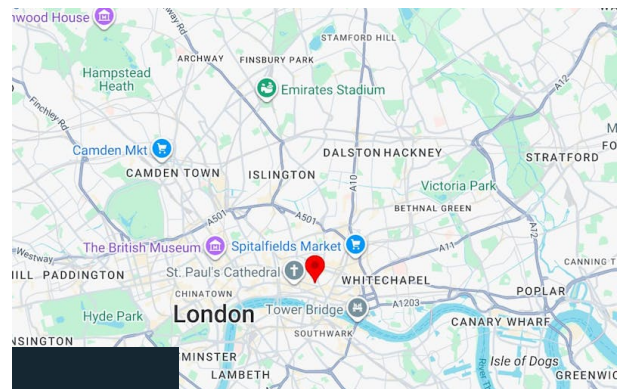 nwood House
STAMFORD HILL
ARCHWAY
FINSBURY PARK
A12
Hampstead
Heath
Emirates Stadium
Finchley Rd
A12
Camden Mkt
DALSTON
HACKNEY
STRATFORD
CAMDEN TOWN
ISLINGTON
A10
Victoria Park
BETHNAL GREEN
A501
A501
Westway
The British Museum
Spitalfields Market
A11
ILL
PADDINGTON
St. Paul's Cathedral
WHITECHAPEL
CANNING T
CHINATOWN
POPLAR
Hyde Park
London
Tower Bridge
A1203
SOUTHWARK
CANARY WHARF
NSINGTON
MINSTER
Isle of Dogs
LAMBETH
GREENWIC